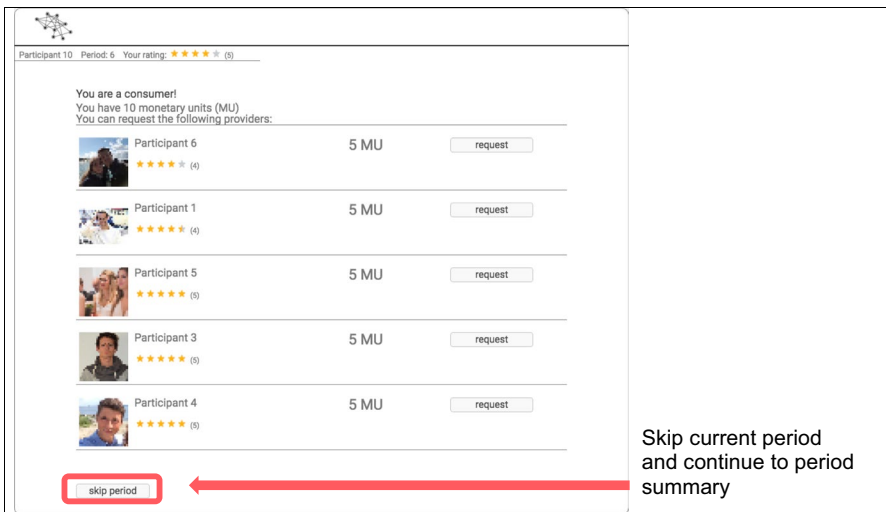 Participant 10 Period: 6 Your rating: ★★★★★ (5)
You are a consumer!
You have 10 monetary units (MU)
You can request the following providers:
Participant 6 5 MU request
★★★★★ (4)
Participant 1 5 MU request
★★★★★ (4)
Participant 5 5 MU request
★★★★★ (5)
Participant 3 5 MU request
★★★★★ (5)
Participant 4 5 MU request
★★★★★ (5)
Skip current period
and continue to period
summary
skip period